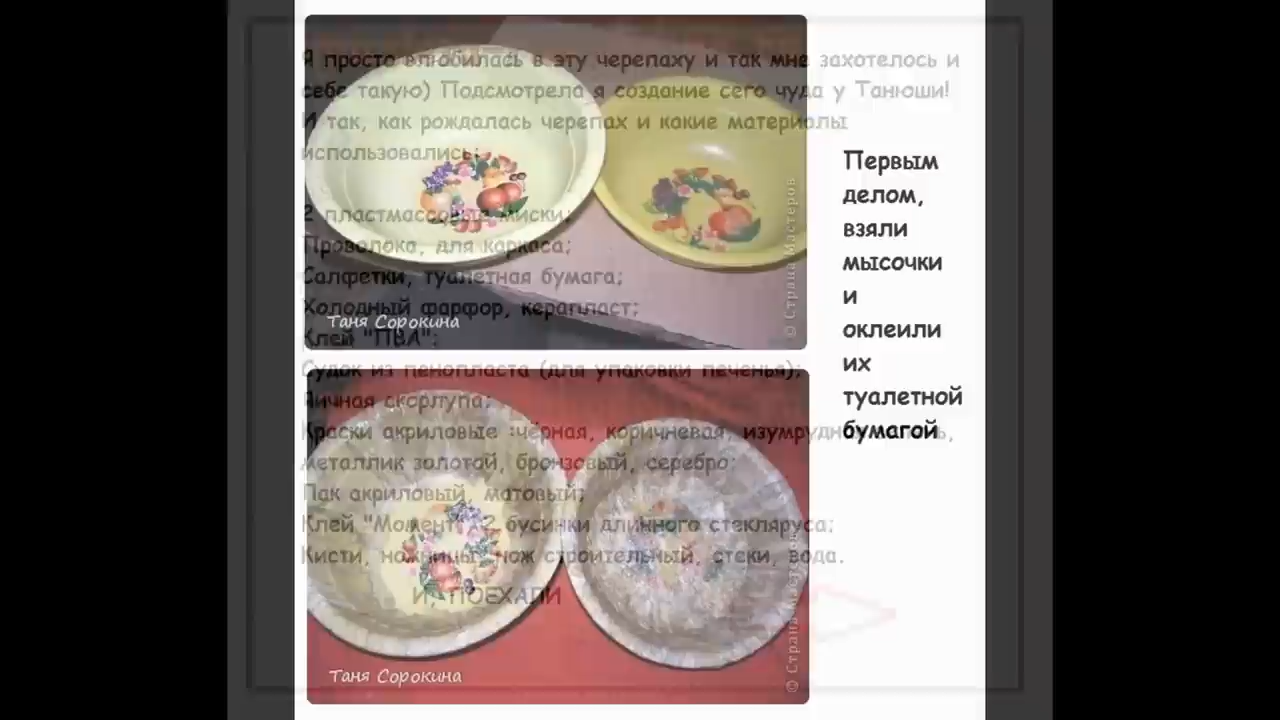 Я просто влюбилась в эту черепаху и так мне захотелось и
себе такую) Подсмотрела я создание сего чуда у Танюши!
И так, как рождалась черепах и какие материалы
использовались:
2 пластмассовые миски;
Проволока, для каркаса;
Салфетки, туалетная бумага;
Холодный фарфор, керапласт;
Клей "ПВА";
Судок из пенопласта (для упаковки печенья);
Яичная скорлупа;
Краски акриловые :чёрная, коричневая,
металлик золотой, бронзовый, серебро;
Лак акриловый, матовый;
Клей "Момент", 2 бусинки длинного стекляруса;
Кисти, ножницы, нож строительный, стеки, вода.
И, ПОЕХАЛИ
Таня Сорокина
© Страна Мастеров
Таня Сорокина
© Страна Мастеров
Первым
делом,
взяли
мысочки
и
оклеили
их
туалетной
бумагой